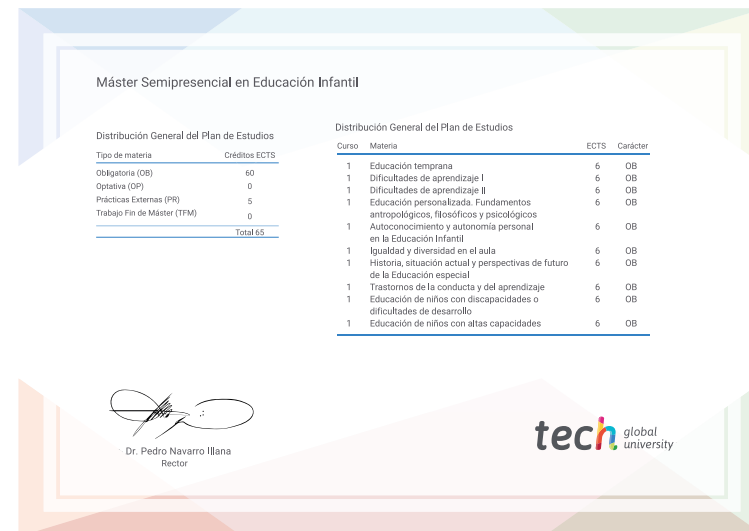 Máster Semipresencial en Educación Infantil
Distribución General del Plan de Estudios
Tipo de materia Créditos ECTS
Obligatoria (OB) 60
Optativa (OP) 0
Prácticas Externas (PR) 5
Trabajo Fin de Máster (TFM) 0
Total 65
Distribución General del Plan de Estudios
Curso Materia ECTS Carácter
1 Educación temprana 6 OB
1 Dificultades de aprendizaje I 6 OB
1 Dificultades de aprendizaje II 6 OB
1 Educación personalizada. Fundamentos 6 OB
antropológicos, filosóficos y psicológicos
1 Autoconocimiento y autonomía personal 6 OB
en la Educación Infantil
1 Igualdad y diversidad en el aula 6 OB
1 Historia, situación actual y perspectivas de futuro 6 OB
de la Educación especial
1 Trastornos de la conducta y del aprendizaje 6 OB
1 Educación de niños con discapacidades o 6 OB
dificultades de desarrollo
1 Educación de niños con altas capacidades 6 OB
Dr. Pedro Navarro Illana
Rector
tech global
university